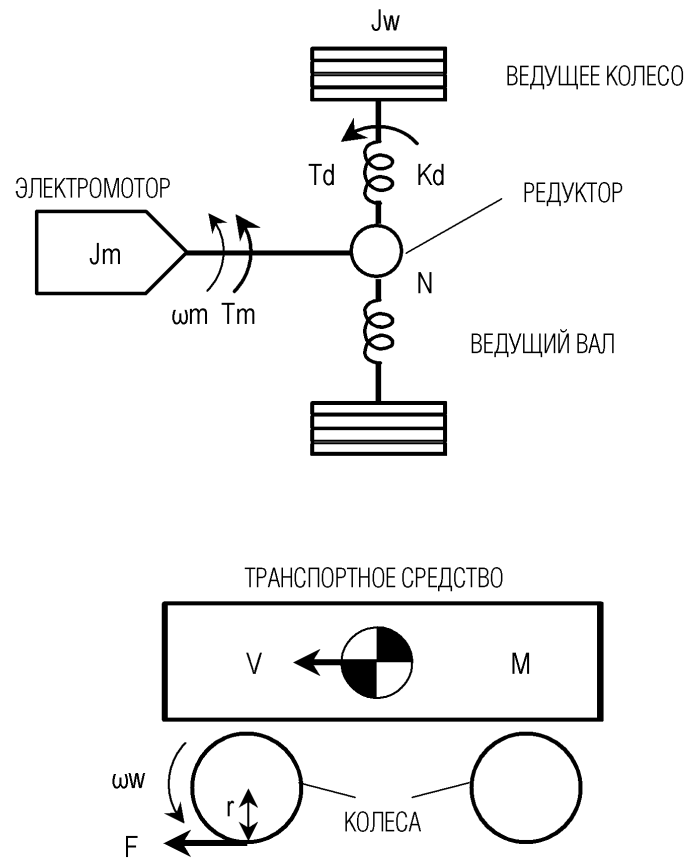 Jw
ВЕДУЩЕЕ КОЛЕСО
Td
Kd
ЭЛЕКТРОМОТОР
РЕДУКТОР
Jm
N
ωm
Tm
ВЕДУЩИЙ ВАЛ
ТРАНСПОРТНОЕ СРЕДСТВО
V
M
ωw
r
КОЛЕСА
F